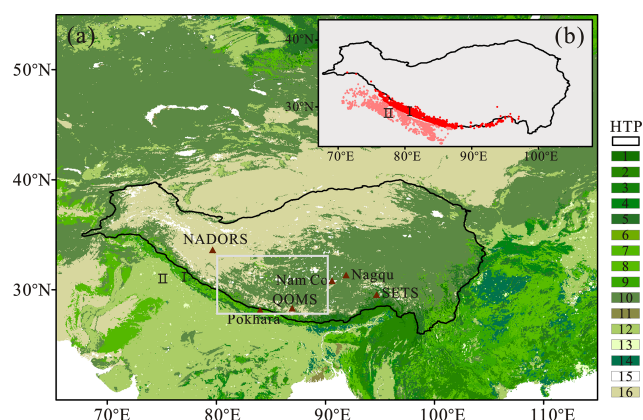 (a)
(b)
50°N
40°N
30°N
70°E
80°E
90°E
100°E
110°E
40°N
30°N
70°E
80°E
90°E
100°E
II
I
NADORS
Nam Co
Nagqu
QOMS
SETS
Pokhara
II
I
HTP
1
2
3
4
5
6
7
8
9
10
11
12
13
14
15
16